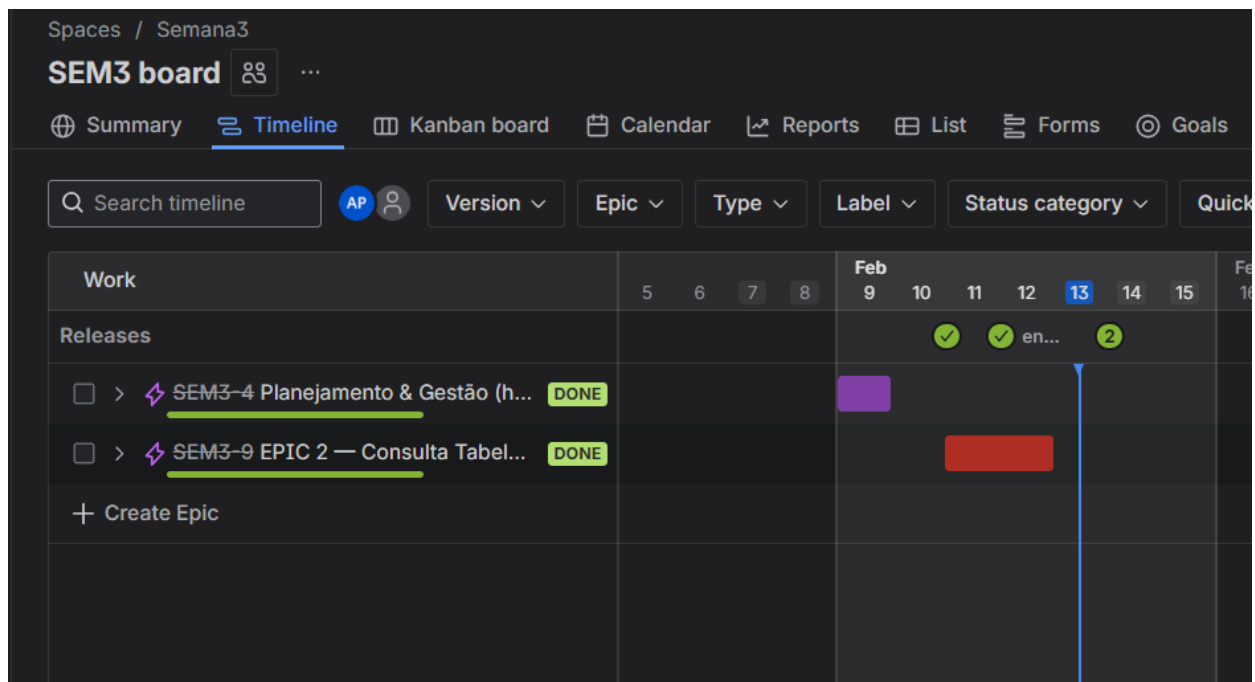 Spaces / Semana3
SEM3 board ...
Summary Timeline Kanban board Calendar Reports List Forms Goals
Search timeline AP Version Epic Type Label Status category Quick
Work
Feb
5 6 7 8 9 10 11 12 13 14 15
Releases en... 2
SEM3-4 Planejamento & Gestão (h... DONE
SEM3-9 EPIC 2 — Consulta Tabel... DONE
+ Create Epic